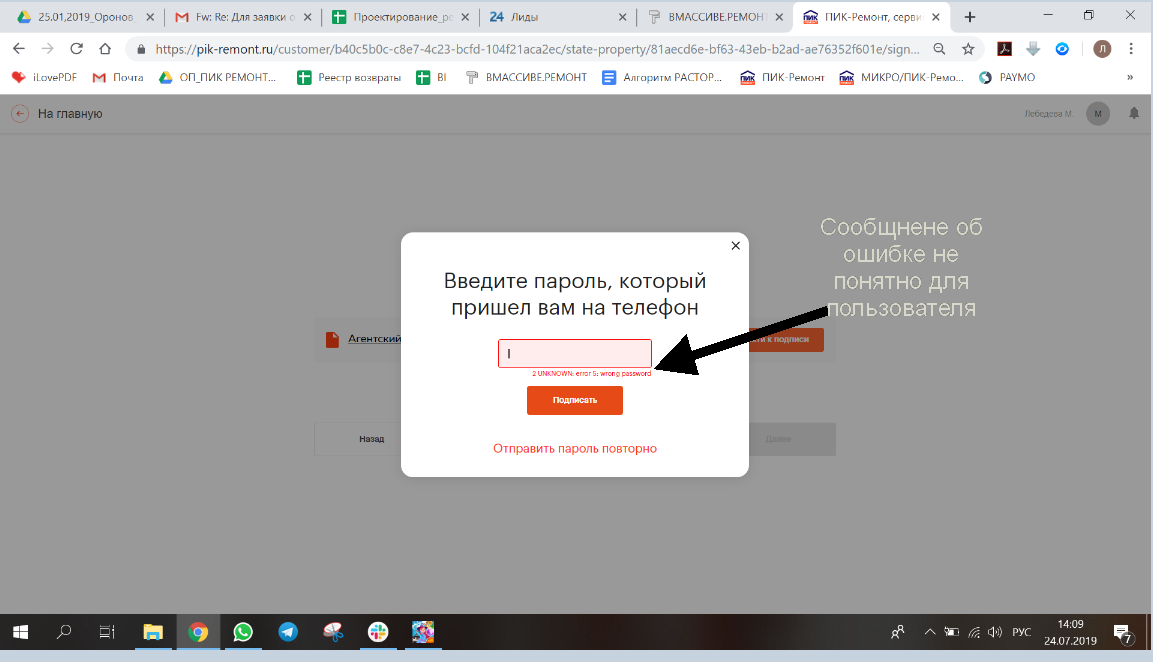 25.01,2019_Оронов
Fw: Re: Для заявки о
Проектирование_ре
24 Лиды
ВМАССИВЕ.РЕМОН
ПИК-Ремонт, серви
https://pik-remont.ru/customer/b40c5b0c-c8e7-4c23-bcfd-104f21aca2ec/state-property/81aecd6e-bf63-43eb-b2ad-ae76352f601e/sign...
Л
iLovePDF
Почта
ОП_ПИК РЕМОНТ...
Реестр возвраты
BI
ВМАССИВЕ.РЕМОНТ
Алгоритм РАСТОР...
ПИК-Ремонт
МИКРО/ПИК-Ремо...
PAYMO
»
На главную
Лебедева М.
М
Сообщнене об
ошибке не
понятно для
пользователя
Введите пароль, который
пришел вам на телефон
Агентский
ти к подписи
2 UNKNOWN: error 5: wrong password
Подписать
Назад
Далее
Отправить пароль повторно
РУС
14:09
24.07.2019
7